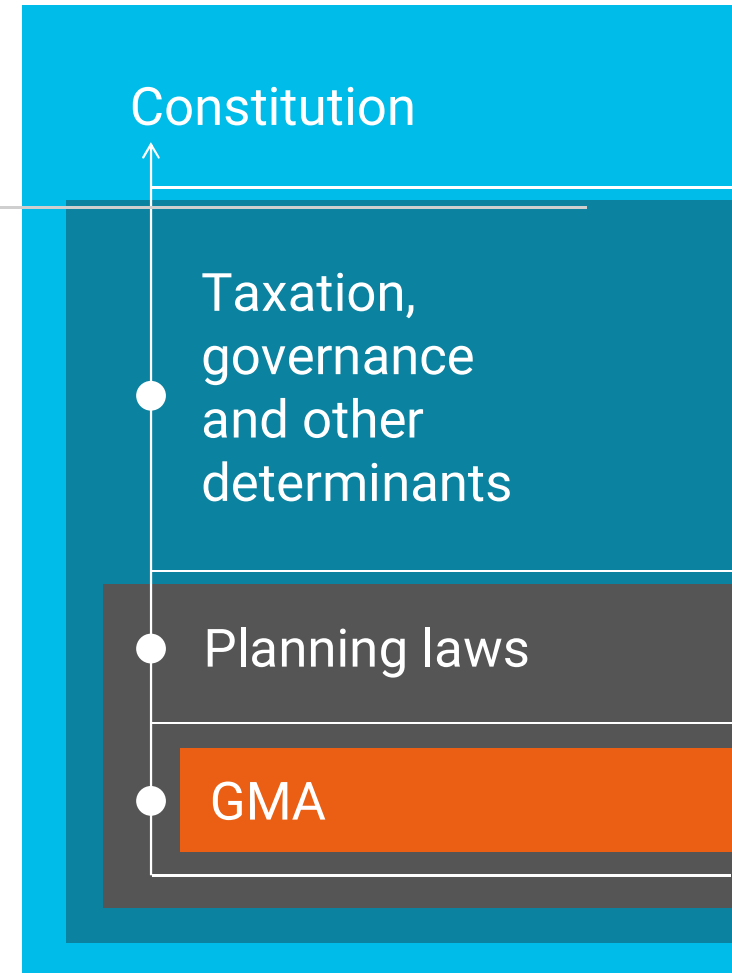 Constitution
Taxation,
governance
and other
determinants
Planning laws
GMA